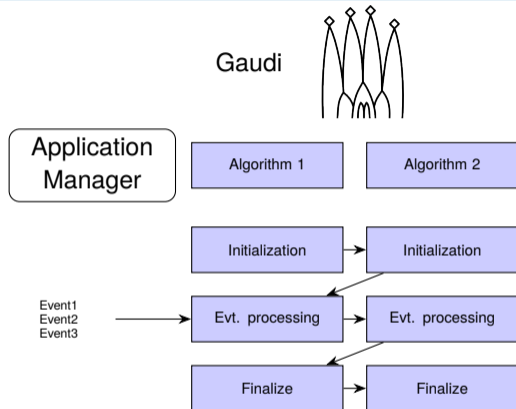 Gaudi
Application
Manager
Algorithm 1
Algorithm 2
Initialization
Initialization
Event1
Event2
Event3
Evt. processing
Evt. processing
Finalize
Finalize